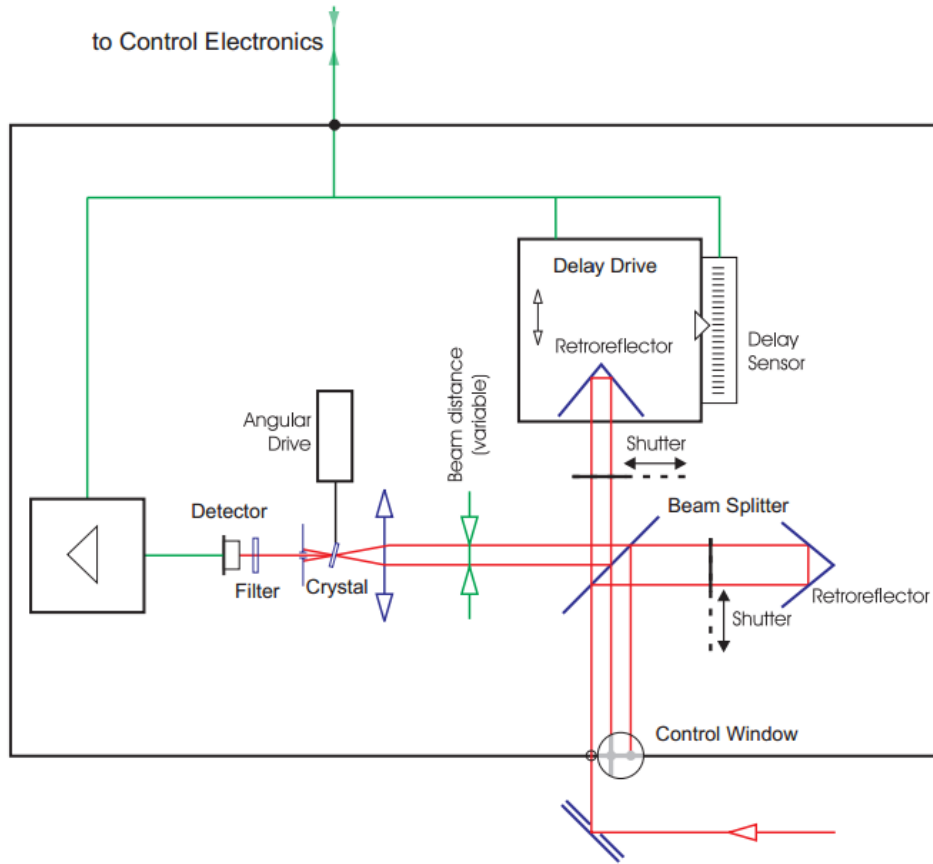 to Control Electronics
Delay Drive
Retroreflector
Delay
Sensor
Angular
Drive
Beam distance
(variable)
Shutter
Beam Splitter
Detector
Filter
Crystal
Retroreflector
Shutter
Control Window